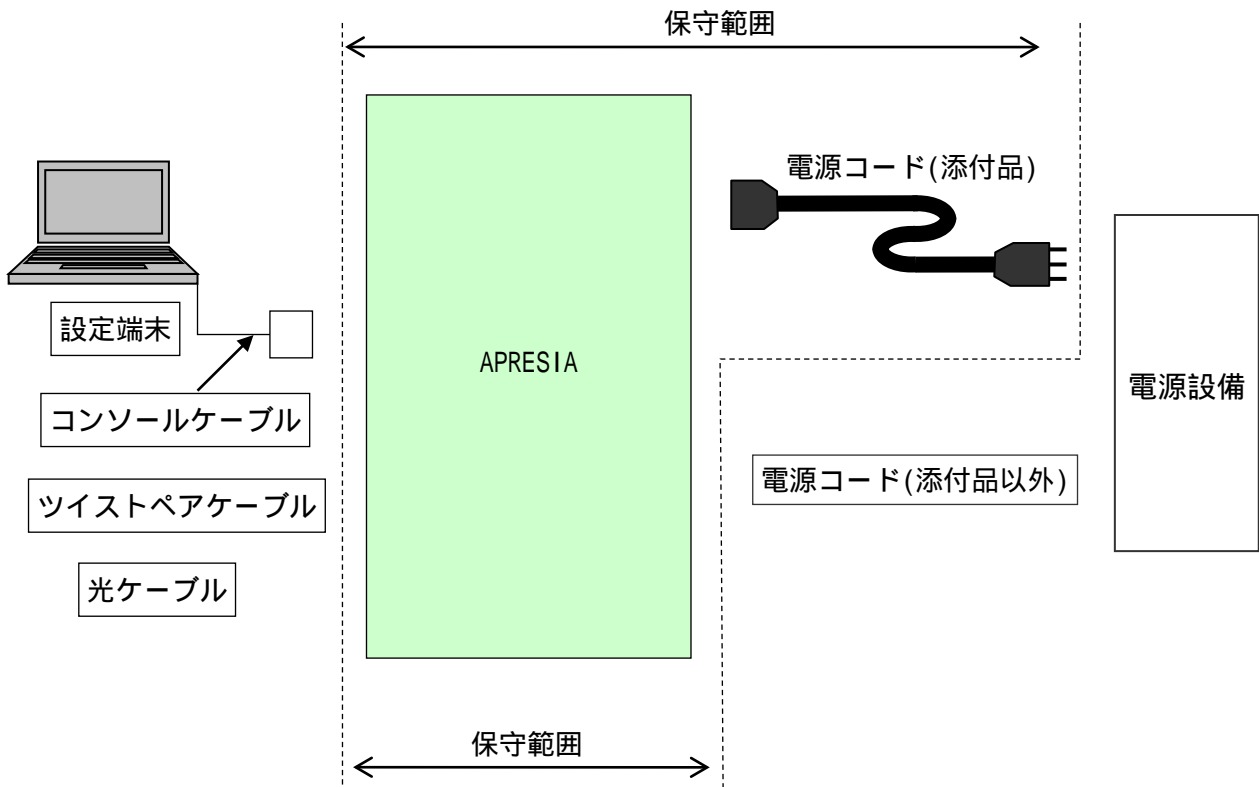 保守範囲
電源コード(添付品)
設定端末
APRESIA
電源設備
コンソールケーブル
電源コード(添付品以外)
ツイストペアケーブル
光ケーブル
保守範囲